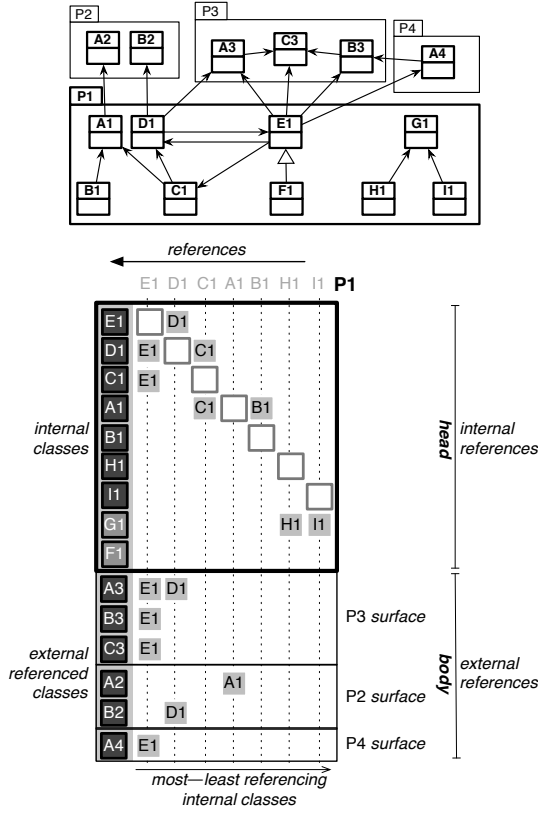 P2
P3
P4
A2 B2
A3 C3 B3
A4
P1
A1 D1 E1 G1
B1 C1 F1 H1 I1
references
E1 D1 C1 A1 B1 H1 I1 P1
E1 D1
D1 E1 C1
C1 E1
A1 C1 B1
B1
H1
I1
G1 H1 I1
F1
internal
classes
head
internal
references
A3 E1 D1
B3 E1
C3 E1
P3 surface
A2 A1
B2 D1
P2 surface
A4 E1
P4 surface
external
referenced
classes
body
external
references
most—least referencing
internal classes